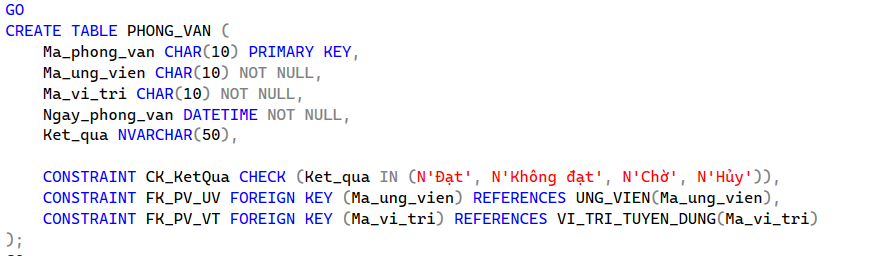 GO
CREATE TABLE PHONG_VAN (
    Ma_phong_van CHAR(10) PRIMARY KEY,
    Ma_ung_vien CHAR(10) NOT NULL,
    Ma_vi_tri CHAR(10) NOT NULL,
    Ngay_phong_van DATETIME NOT NULL,
    Ket_qua NVARCHAR(50),

    CONSTRAINT CK_KetQua CHECK (Ket_qua IN (N'Đạt', N'Không đạt', N'Chờ', N'Hủy')),
    CONSTRAINT FK_PV_UV FOREIGN KEY (Ma_ung_vien) REFERENCES UNG_VIEN(Ma_ung_vien),
    CONSTRAINT FK_PV_VT FOREIGN KEY (Ma_vi_tri) REFERENCES VI_TRI_TUYEN_DUNG(Ma_vi_tri)
);